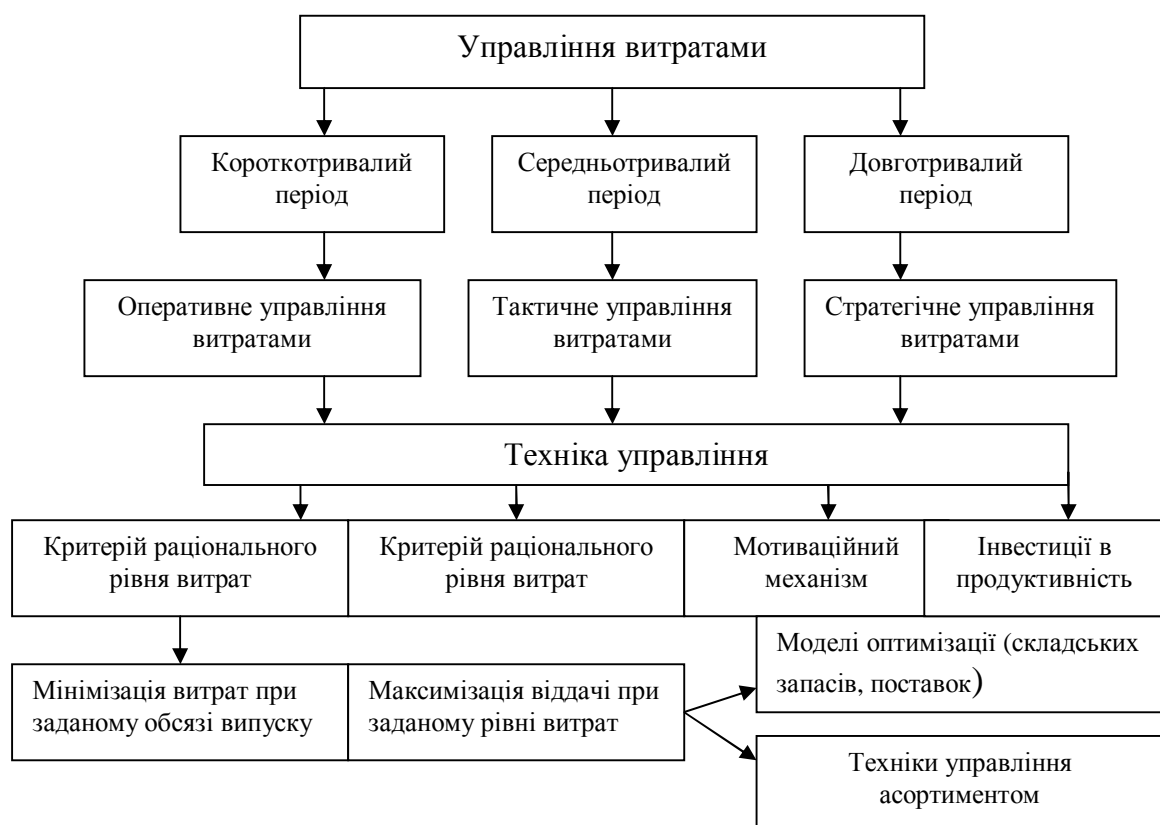 Управління витратами
Короткотривалий
період
Середньотривалий
період
Довготривалий
період
Оперативне управління
витратами
Тактичне управління
витратами
Стратегічне управління
витратами
Техніка управління
Критерій раціонального
рівня витрат
Критерій раціонального
рівня витрат
Мотиваційний
механізм
Інвестиції в
продуктивність
Мінімізація витрат при
заданому обсязі випуску
Максимізація віддачі при
заданому рівні витрат
Моделі оптимізації (складських
запасів, поставок)
Техніки управління
асортиментом